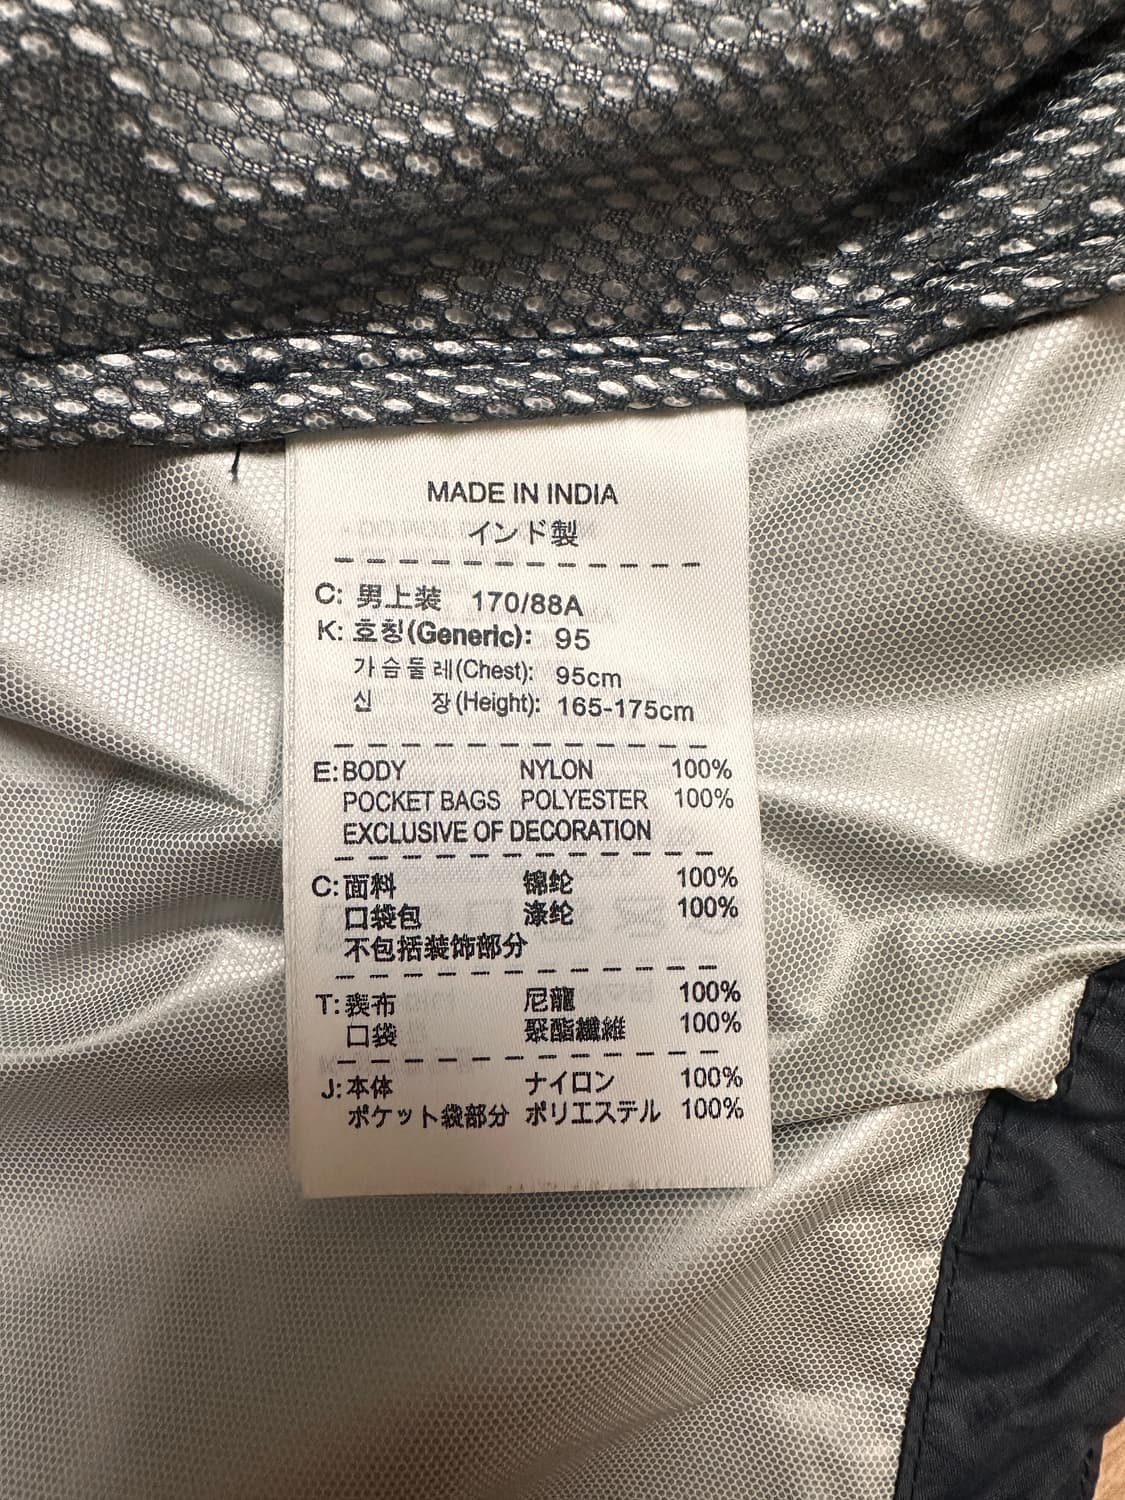 MADE IN INDIA
インド製
C: 男上装 170/88A
K: 호칭(Generic): 95
가슴둘레(Chest): 95cm
신 장(Height): 165-175cm
E: BODY NYLON 100%
POCKET BAGS POLYESTER 100%
EXCLUSIVE OF DECORATION
C: 面料 锦纶 100%
口袋包 涤纶 100%
不包括装饰部分
T: 表布 尼龍 100%
口袋 聚酯纖維 100%
J: 本体 ナイロン 100%
ポケット袋部分 ポリエステル 100%